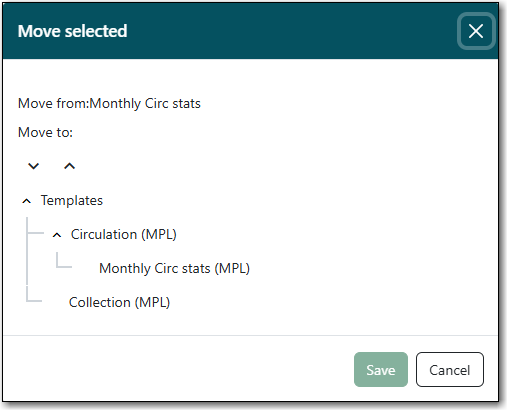 Move selected
Move from:Monthly Circ stats
Move to:
Templates
Circulation (MPL)
Monthly Circ stats (MPL)
Collection (MPL)
Save Cancel